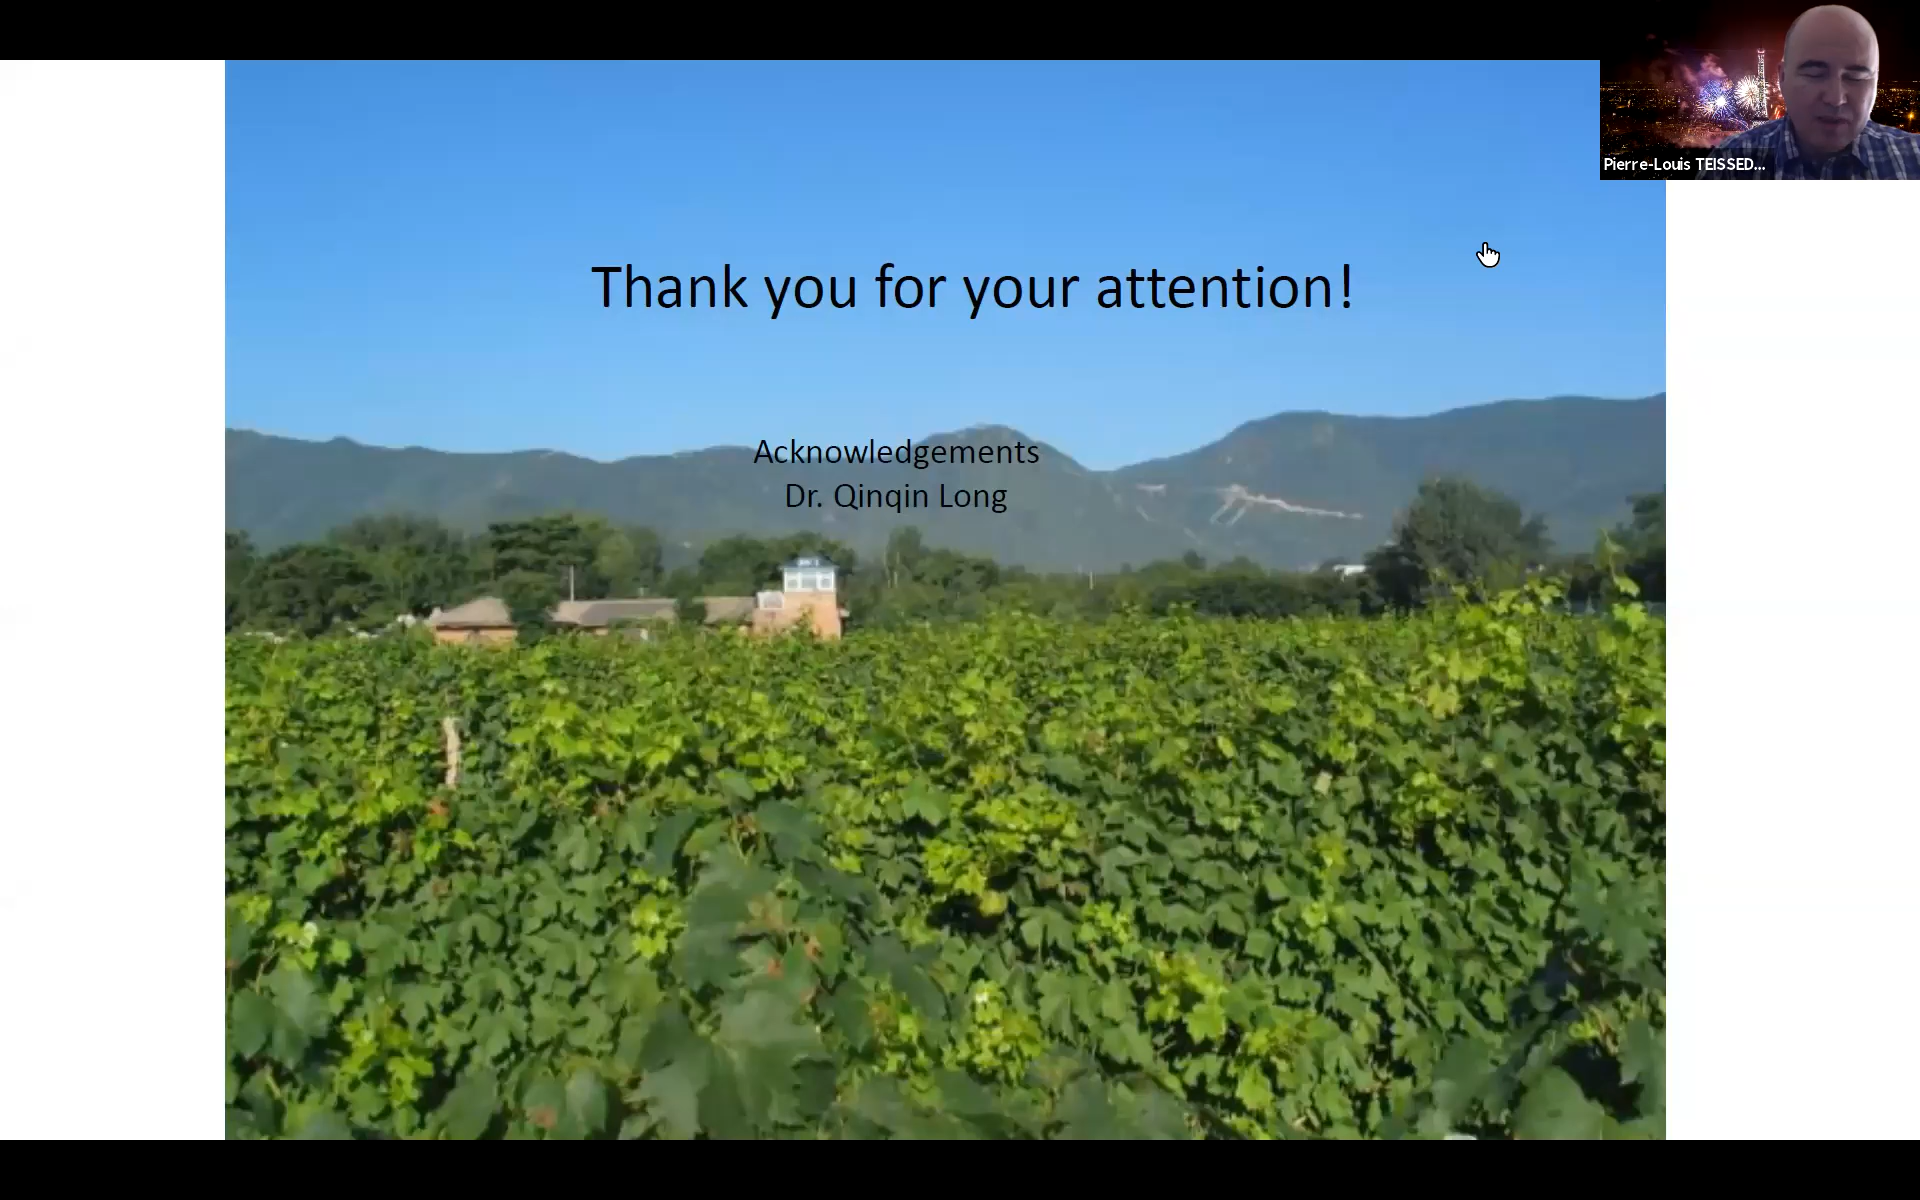 Thank you for your attention!
Acknowledgements
Dr. Qinqin Long
Pierre-Louis TEISSED...